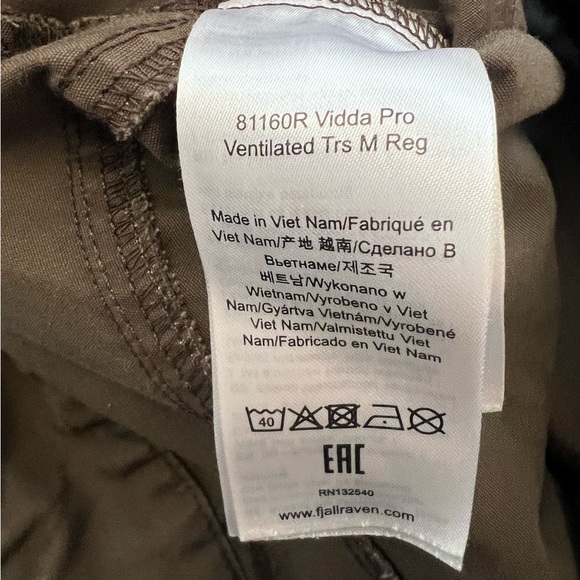 81160R Vidda Pro
Ventilated Trs M Reg
Made in Viet Nam/Fabriqué en
Viet Nam/产地 越南/Сделано В
Вьетнаме/제조국
베트남/Wykonano w
Wietnam/Vyrobeno v Viet
Nam/Gyártva Vietnám/Vyrobené
Viet Nam/Valmistettu Viet
Nam/Fabricado en Viet Nam
40
EAC
RN132540
www.fjallraven.com